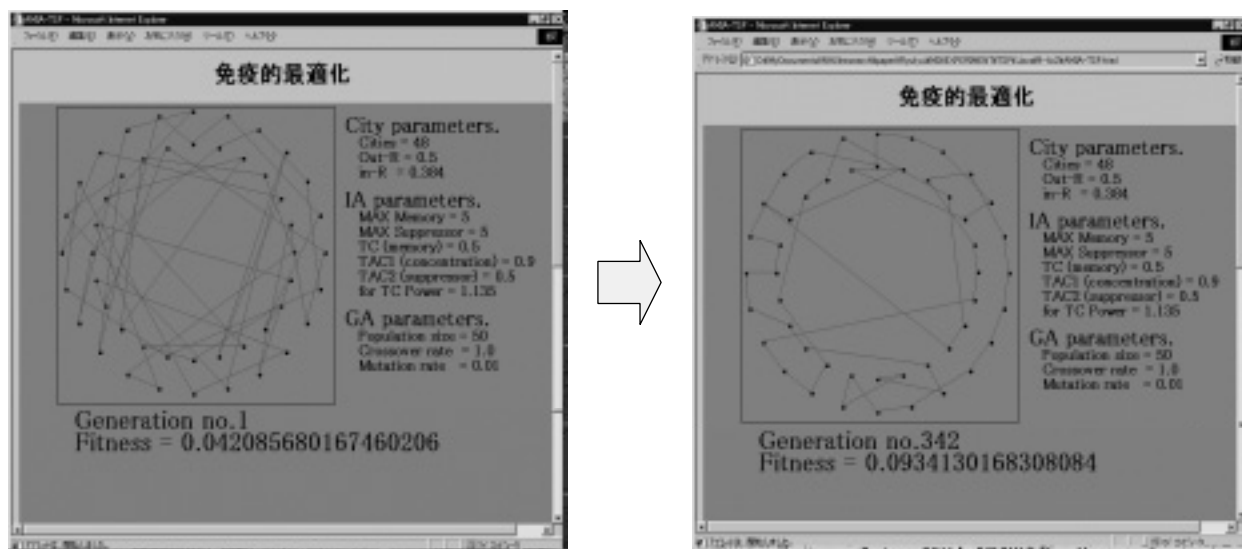 Microsoft Internet Explorer
免疫的最適化
City parameters.
Cities = 48
Out-R = 0.5
in-R = 0.384
IA parameters.
MAX Memory = 5
MAX Suppressor = 5
TC (memory) = 0.5
TAC1 (concentration) = 0.9
TAC2 (suppressor) = 0.5
for TC Power = 1.135
GA parameters.
Population size = 50
Crossover rate = 1.0
Mutation rate = 0.01
Generation no.1
Fitness = 0.042085680167460206
Microsoft Internet Explorer
免疫的最適化
City parameters.
Cities = 48
Out-R = 0.5
in-R = 0.384
IA parameters.
MAX Memory = 5
MAX Suppressor = 5
TC (memory) = 0.5
TAC1 (concentration) = 0.9
TAC2 (suppressor) = 0.5
for TC Power = 1.135
GA parameters.
Population size = 50
Crossover rate = 1.0
Mutation rate = 0.01
Generation no.342
Fitness = 0.0934130168308084